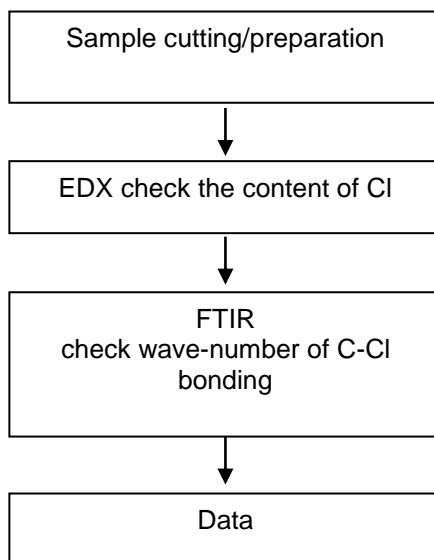 Sample cutting/preparation
EDX check the content of Cl
FTIR
check wave-number of C-Cl
bonding
Data